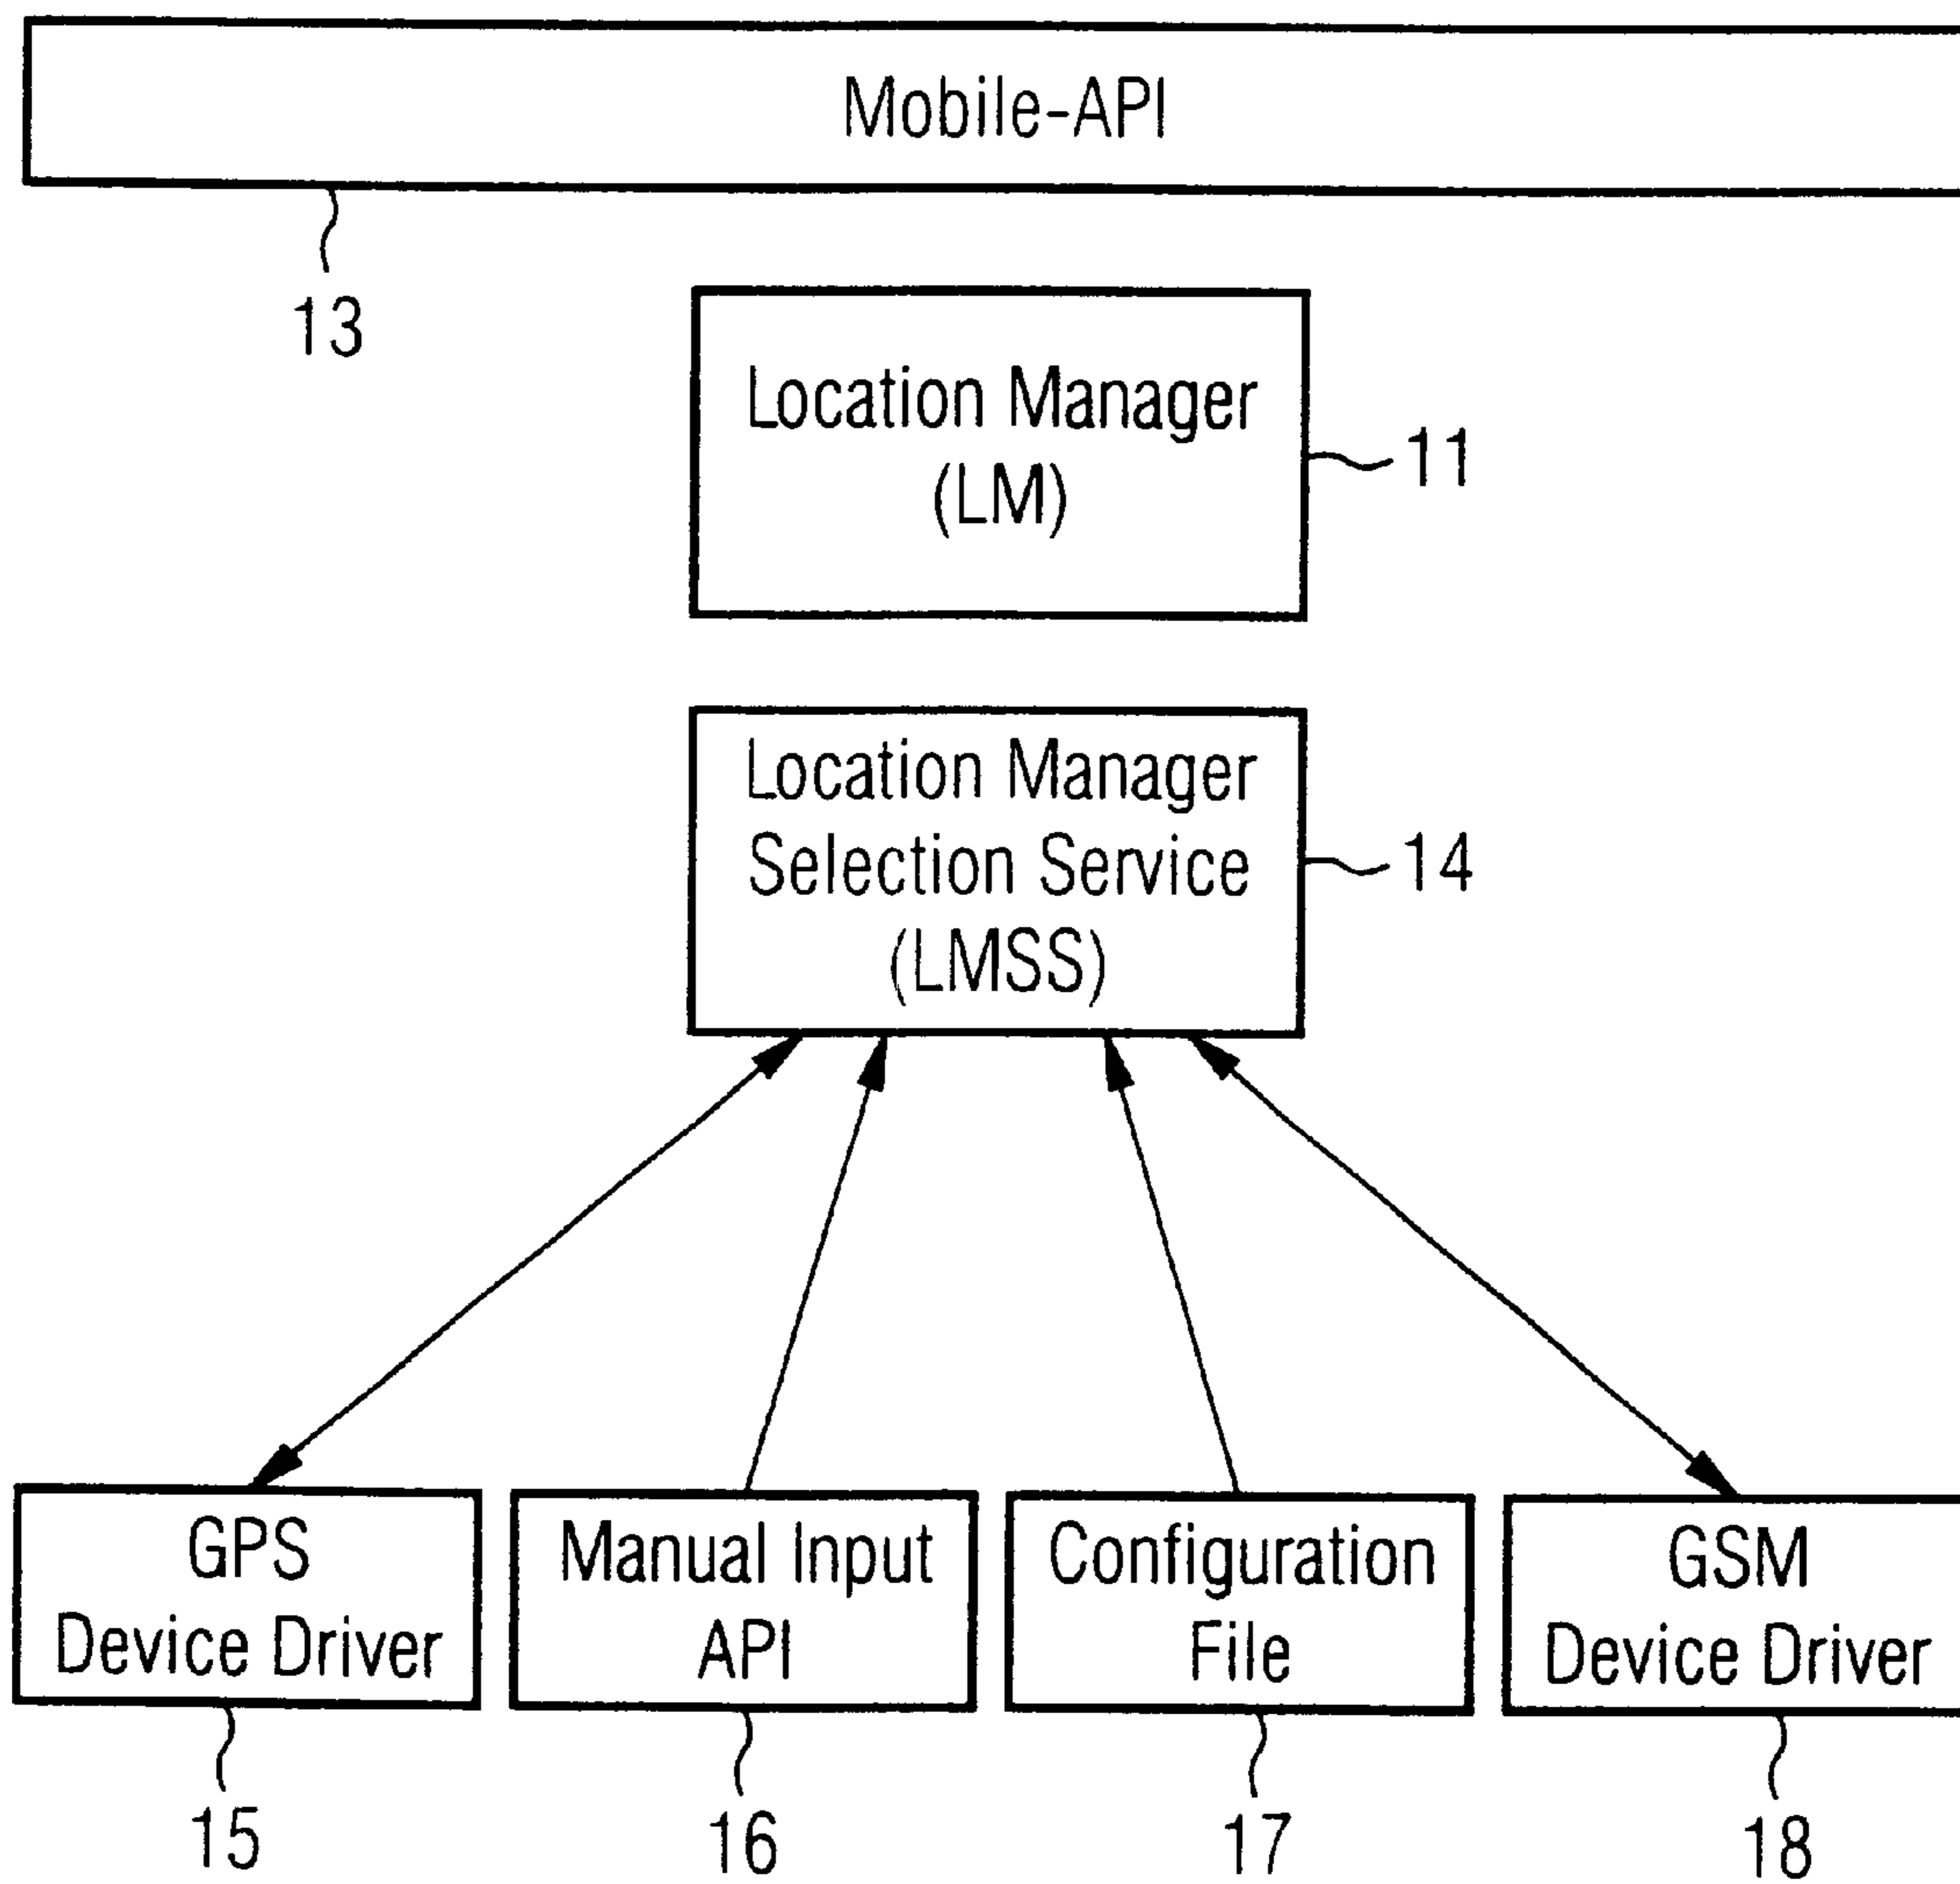 Mobile-API
13
Location Manager
(LM)
11
Location Manager
Selection Service
(LMSS)
14
GPS
Device Driver
Manual Input
API
Configuration
File
GSM
Device Driver
15
16
17
18